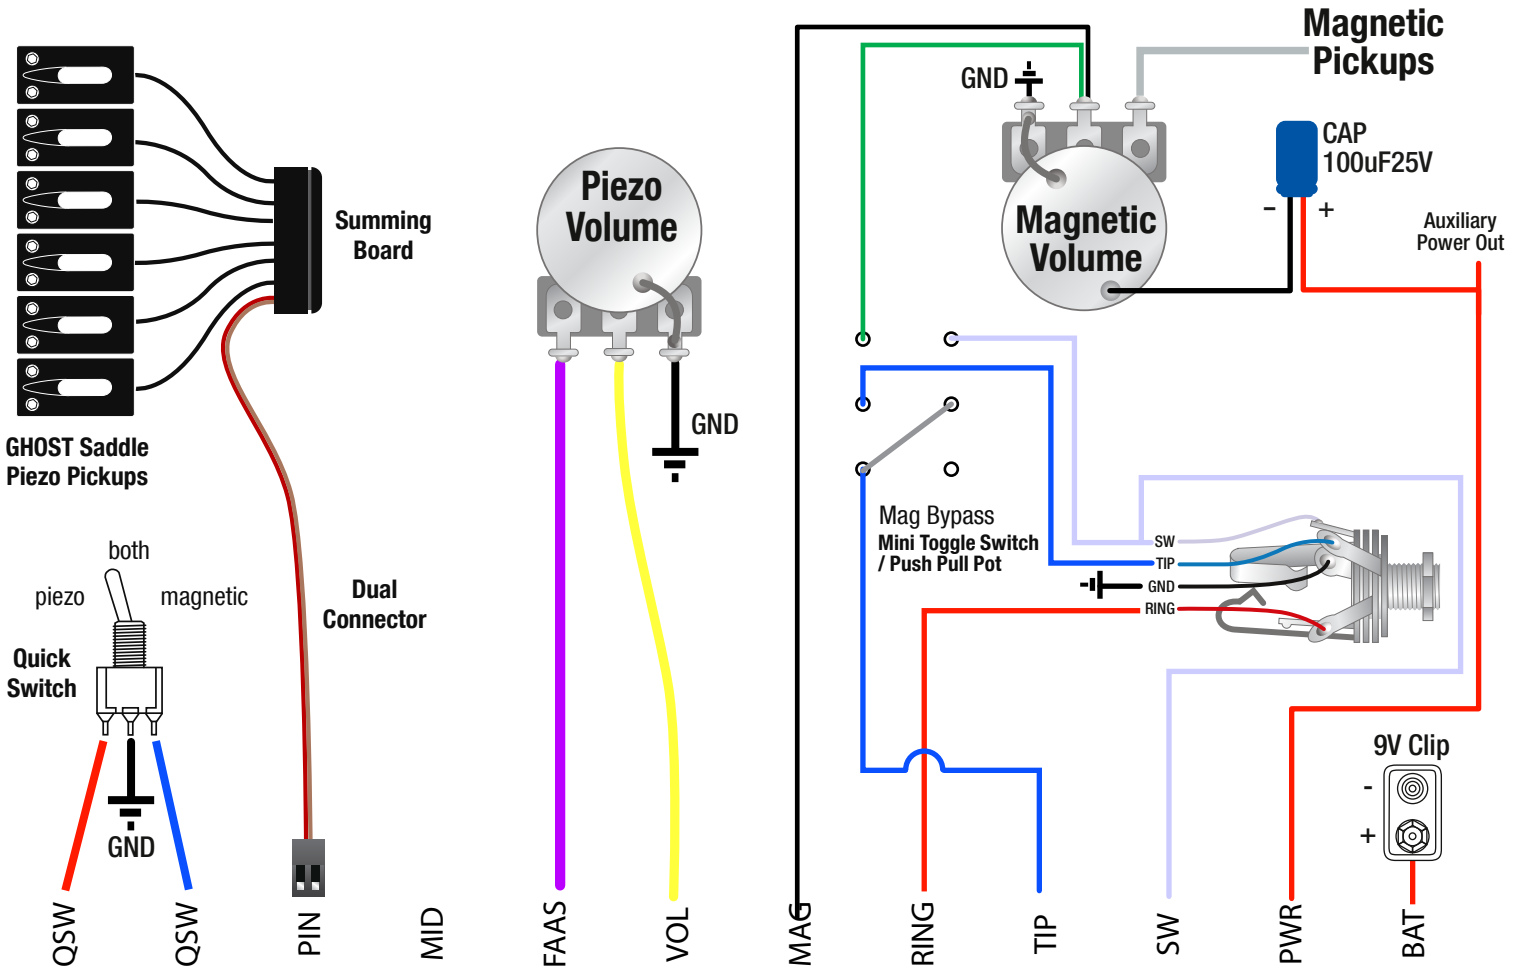 Magnetic
Pickups
GND
CAP
100uF25V
-
+
Auxiliary
Power Out
Piezo
Volume
Magnetic
Volume
Summing
Board
GND
GHOST Saddle
Piezo Pickups
Mag Bypass
Mini Toggle Switch
/ Push Pull Pot
SW
TIP
GND
RING
both
piezo
magnetic
Dual
Connector
Quick
Switch
GND
9V Clip
-
+
QSW
QSW
PIN
MID
FAAS
VOL
MAG
RING
TIP
SW
PWR
BAT